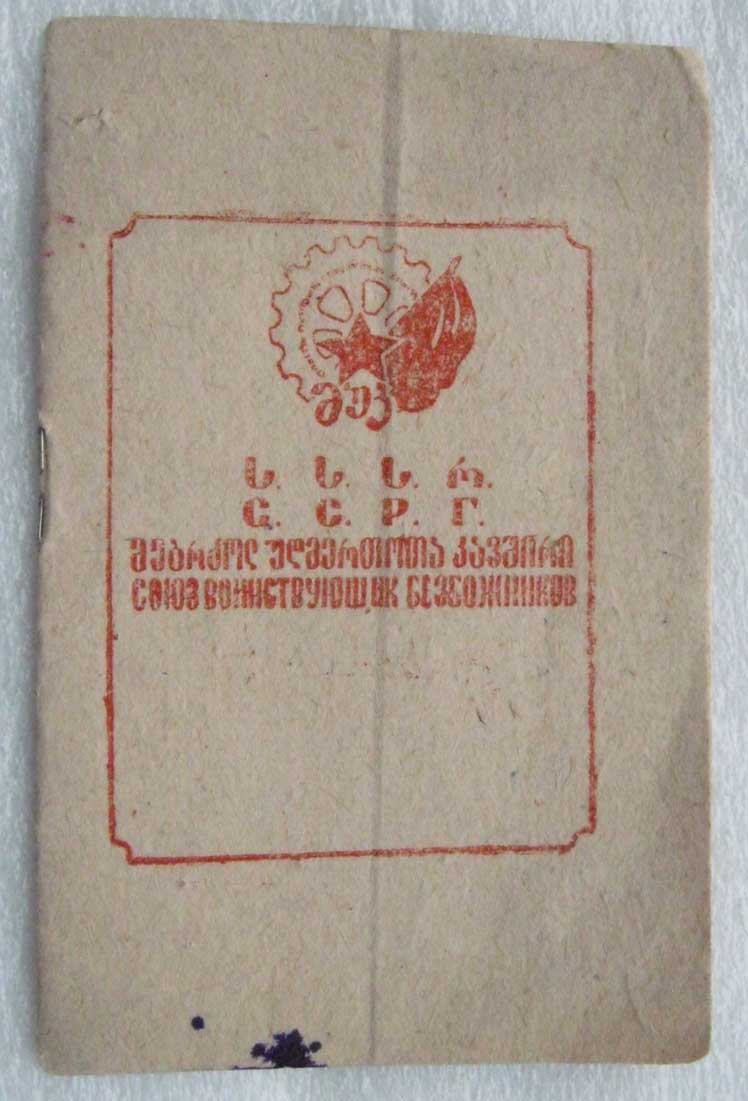 მუკ
ს. ს. ს. რ.
С. С. Р. Г.
მებრძოლ უღმერთოთა კავშირი
СОЮЗ ВОИНСТВУЮЩИХ БЕЗБОЖНИКОВ